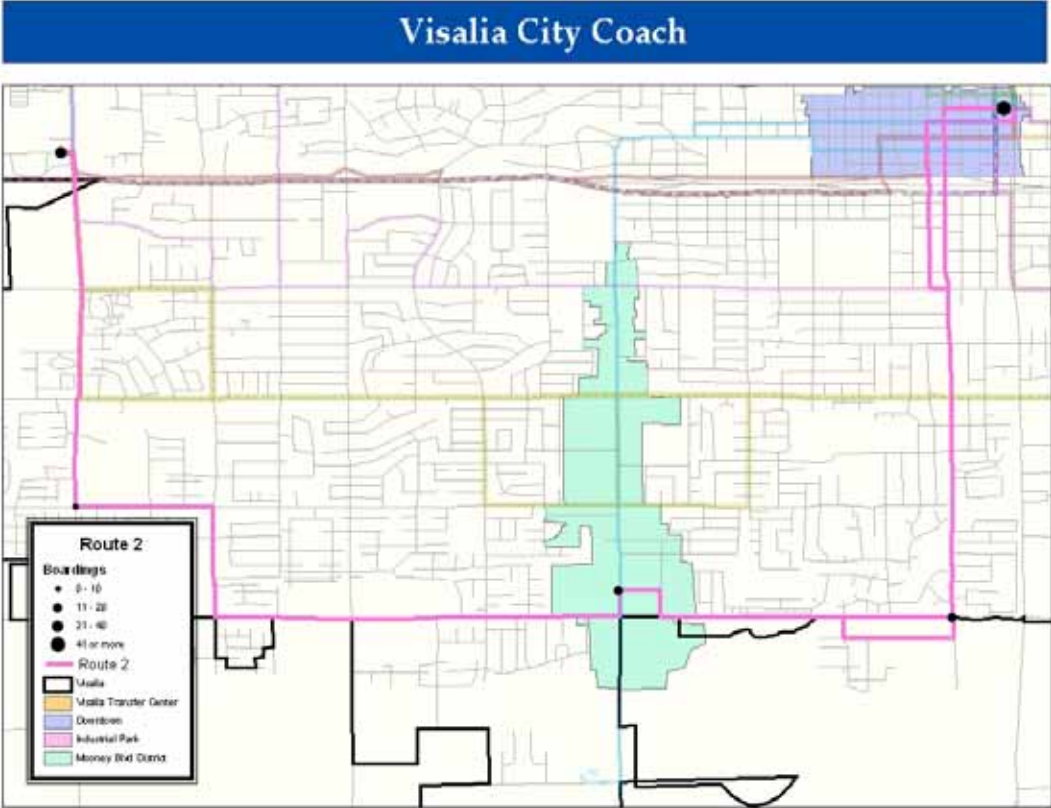 Visalia City Coach
Route 2
Boardings
0 - 10
11 - 20
21 - 40
41 or more
Route 2
Visalia
Visalia Transfer Center
Downtown
Industrial Park
Mooney Blvd District